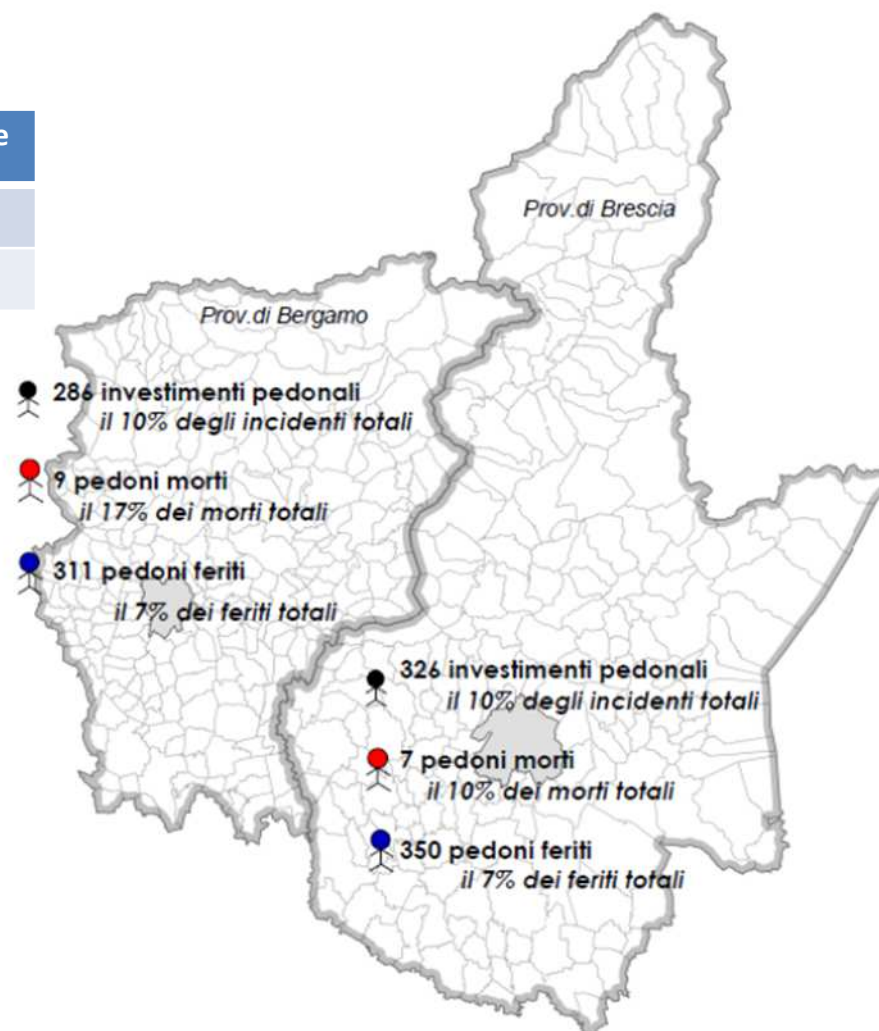 e
Prov.di Brescia
Prov.di Bergamo
286 investimenti pedonali
il 10% degli incidenti totali
9 pedoni morti
il 17% dei morti totali
311 pedoni feriti
il 7% dei feriti totali
326 investimenti pedonali
il 10% degli incidenti totali
7 pedoni morti
il 10% dei morti totali
350 pedoni feriti
il 7% dei feriti totali